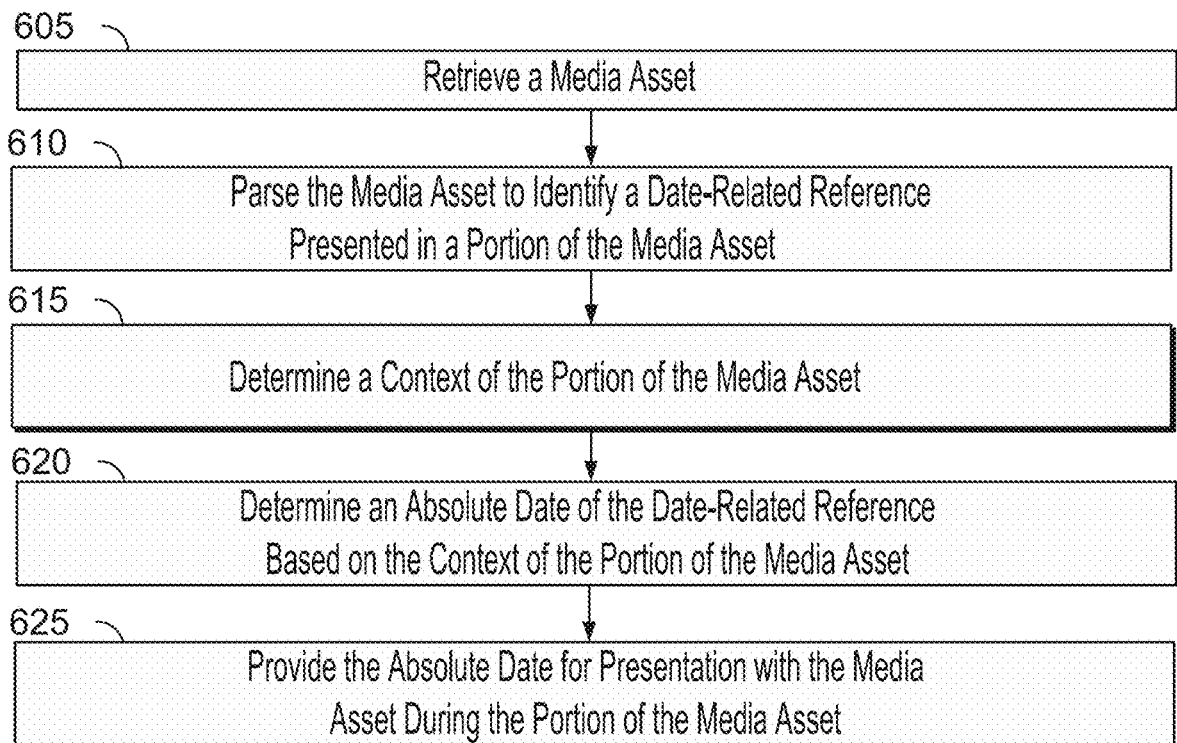 605
Retrieve a Media Asset
610
Parse the Media Asset to Identify a Date-Related Reference
Presented in a Portion of the Media Asset
615
Determine a Context of the Portion of the Media Asset
620
Determine an Absolute Date of the Date-Related Reference
Based on the Context of the Portion of the Media Asset
625
Provide the Absolute Date for Presentation with the Media
Asset During the Portion of the Media Asset